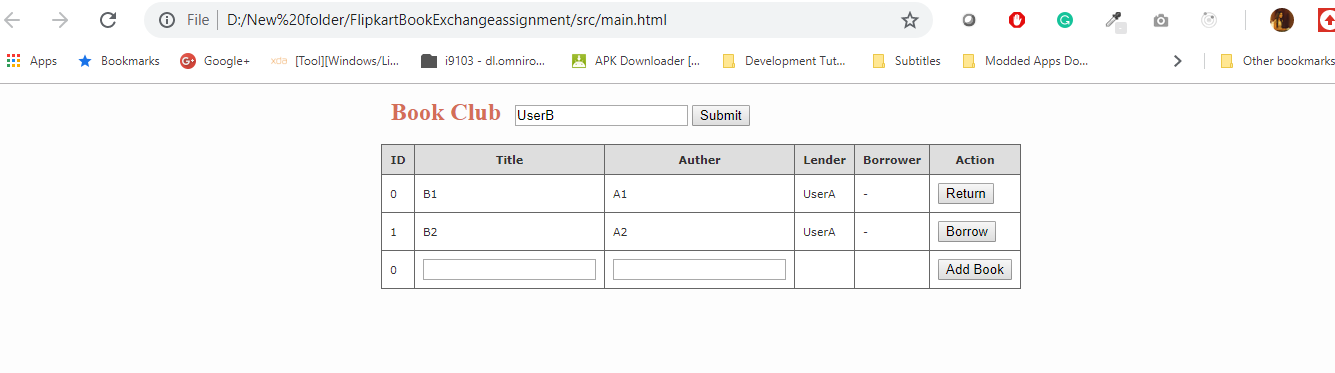 File D:/New%20folder/FlipkartBookExchangeassignment/src/main.html
Apps Bookmarks Google+ xda [Tool][Windows/Li... i9103 - dl.omniro... APK Downloader [... Development Tut... Subtitles Modded Apps Do... Other bookmarks
Book Club UserB Submit
ID Title Auther Lender Borrower Action
0 B1 A1 UserA - Return
1 B2 A2 UserA - Borrow
0 Add Book